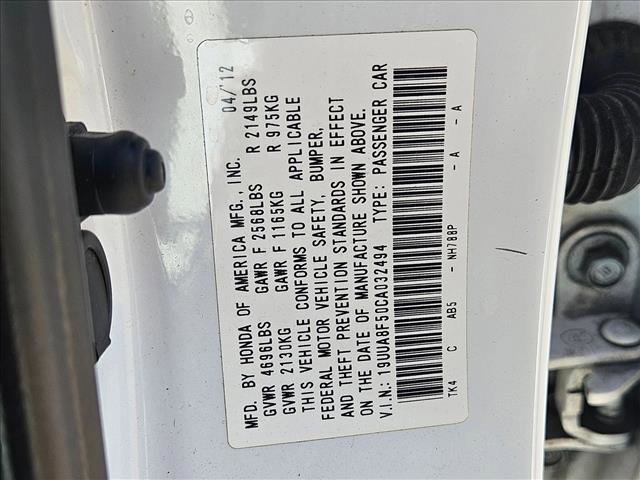 MFD. BY HONDA OF AMERICA MFG., INC. 04/12
GVWR 4696LBS GAWR F 2568LBS R 2149LBS
GVWR 2130KG GAWR F 1165KG R 975KG
THIS VEHICLE CONFORMS TO ALL APPLICABLE
FEDERAL MOTOR VEHICLE SAFETY, BUMPER,
AND THEFT PREVENTION STANDARDS IN EFFECT
ON THE DATE OF MANUFACTURE SHOWN ABOVE.
V.I.N.: 19UUA8F50CA032494 TYPE: PASSENGER CAR
TK4 C AB5 - NH788P - A - A